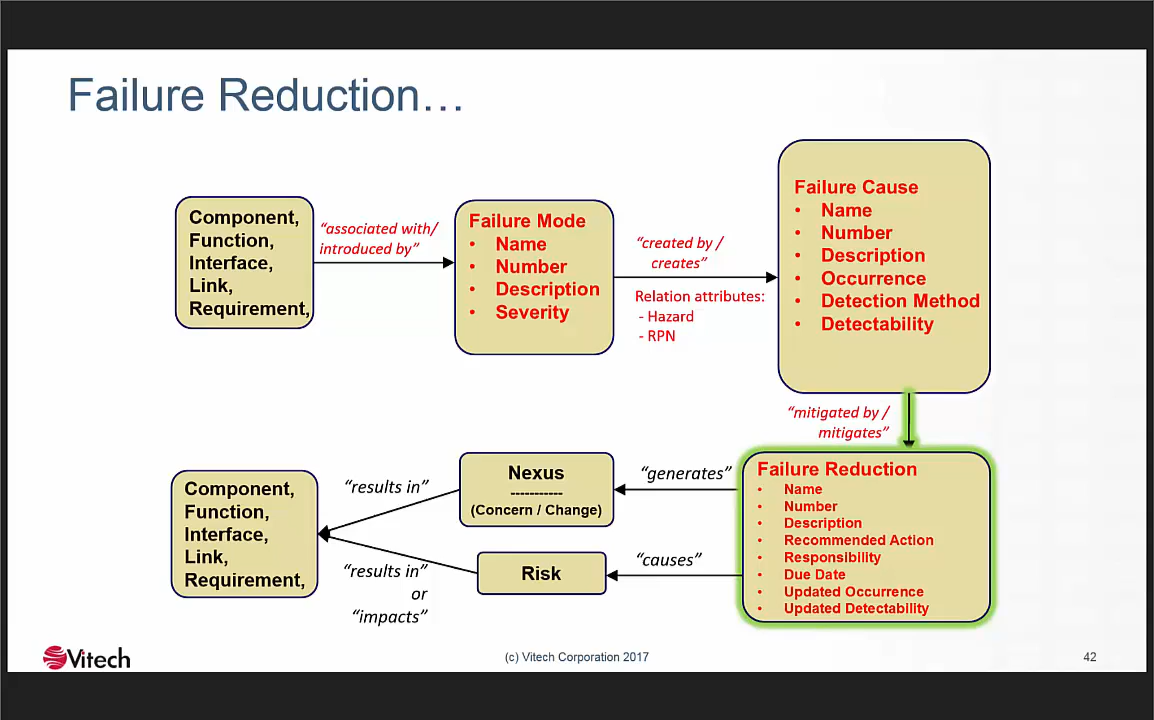 Failure Reduction…
Component,
Function,
Interface,
Link,
Requirement,
“associated with/
introduced by”
Failure Mode
• Name
• Number
• Description
• Severity
“created by /
creates”
Relation attributes:
- Hazard
- RPN
Failure Cause
• Name
• Number
• Description
• Occurrence
• Detection Method
• Detectability
“mitigated by /
mitigates”
Failure Reduction
• Name
• Number
• Description
• Recommended Action
• Responsibility
• Due Date
• Updated Occurrence
• Updated Detectability
“generates”
“causes”
Nexus
-----------
(Concern / Change)
Risk
“results in”
“results in”
or
“impacts”
Component,
Function,
Interface,
Link,
Requirement,
Vitech
(c) Vitech Corporation 2017
42